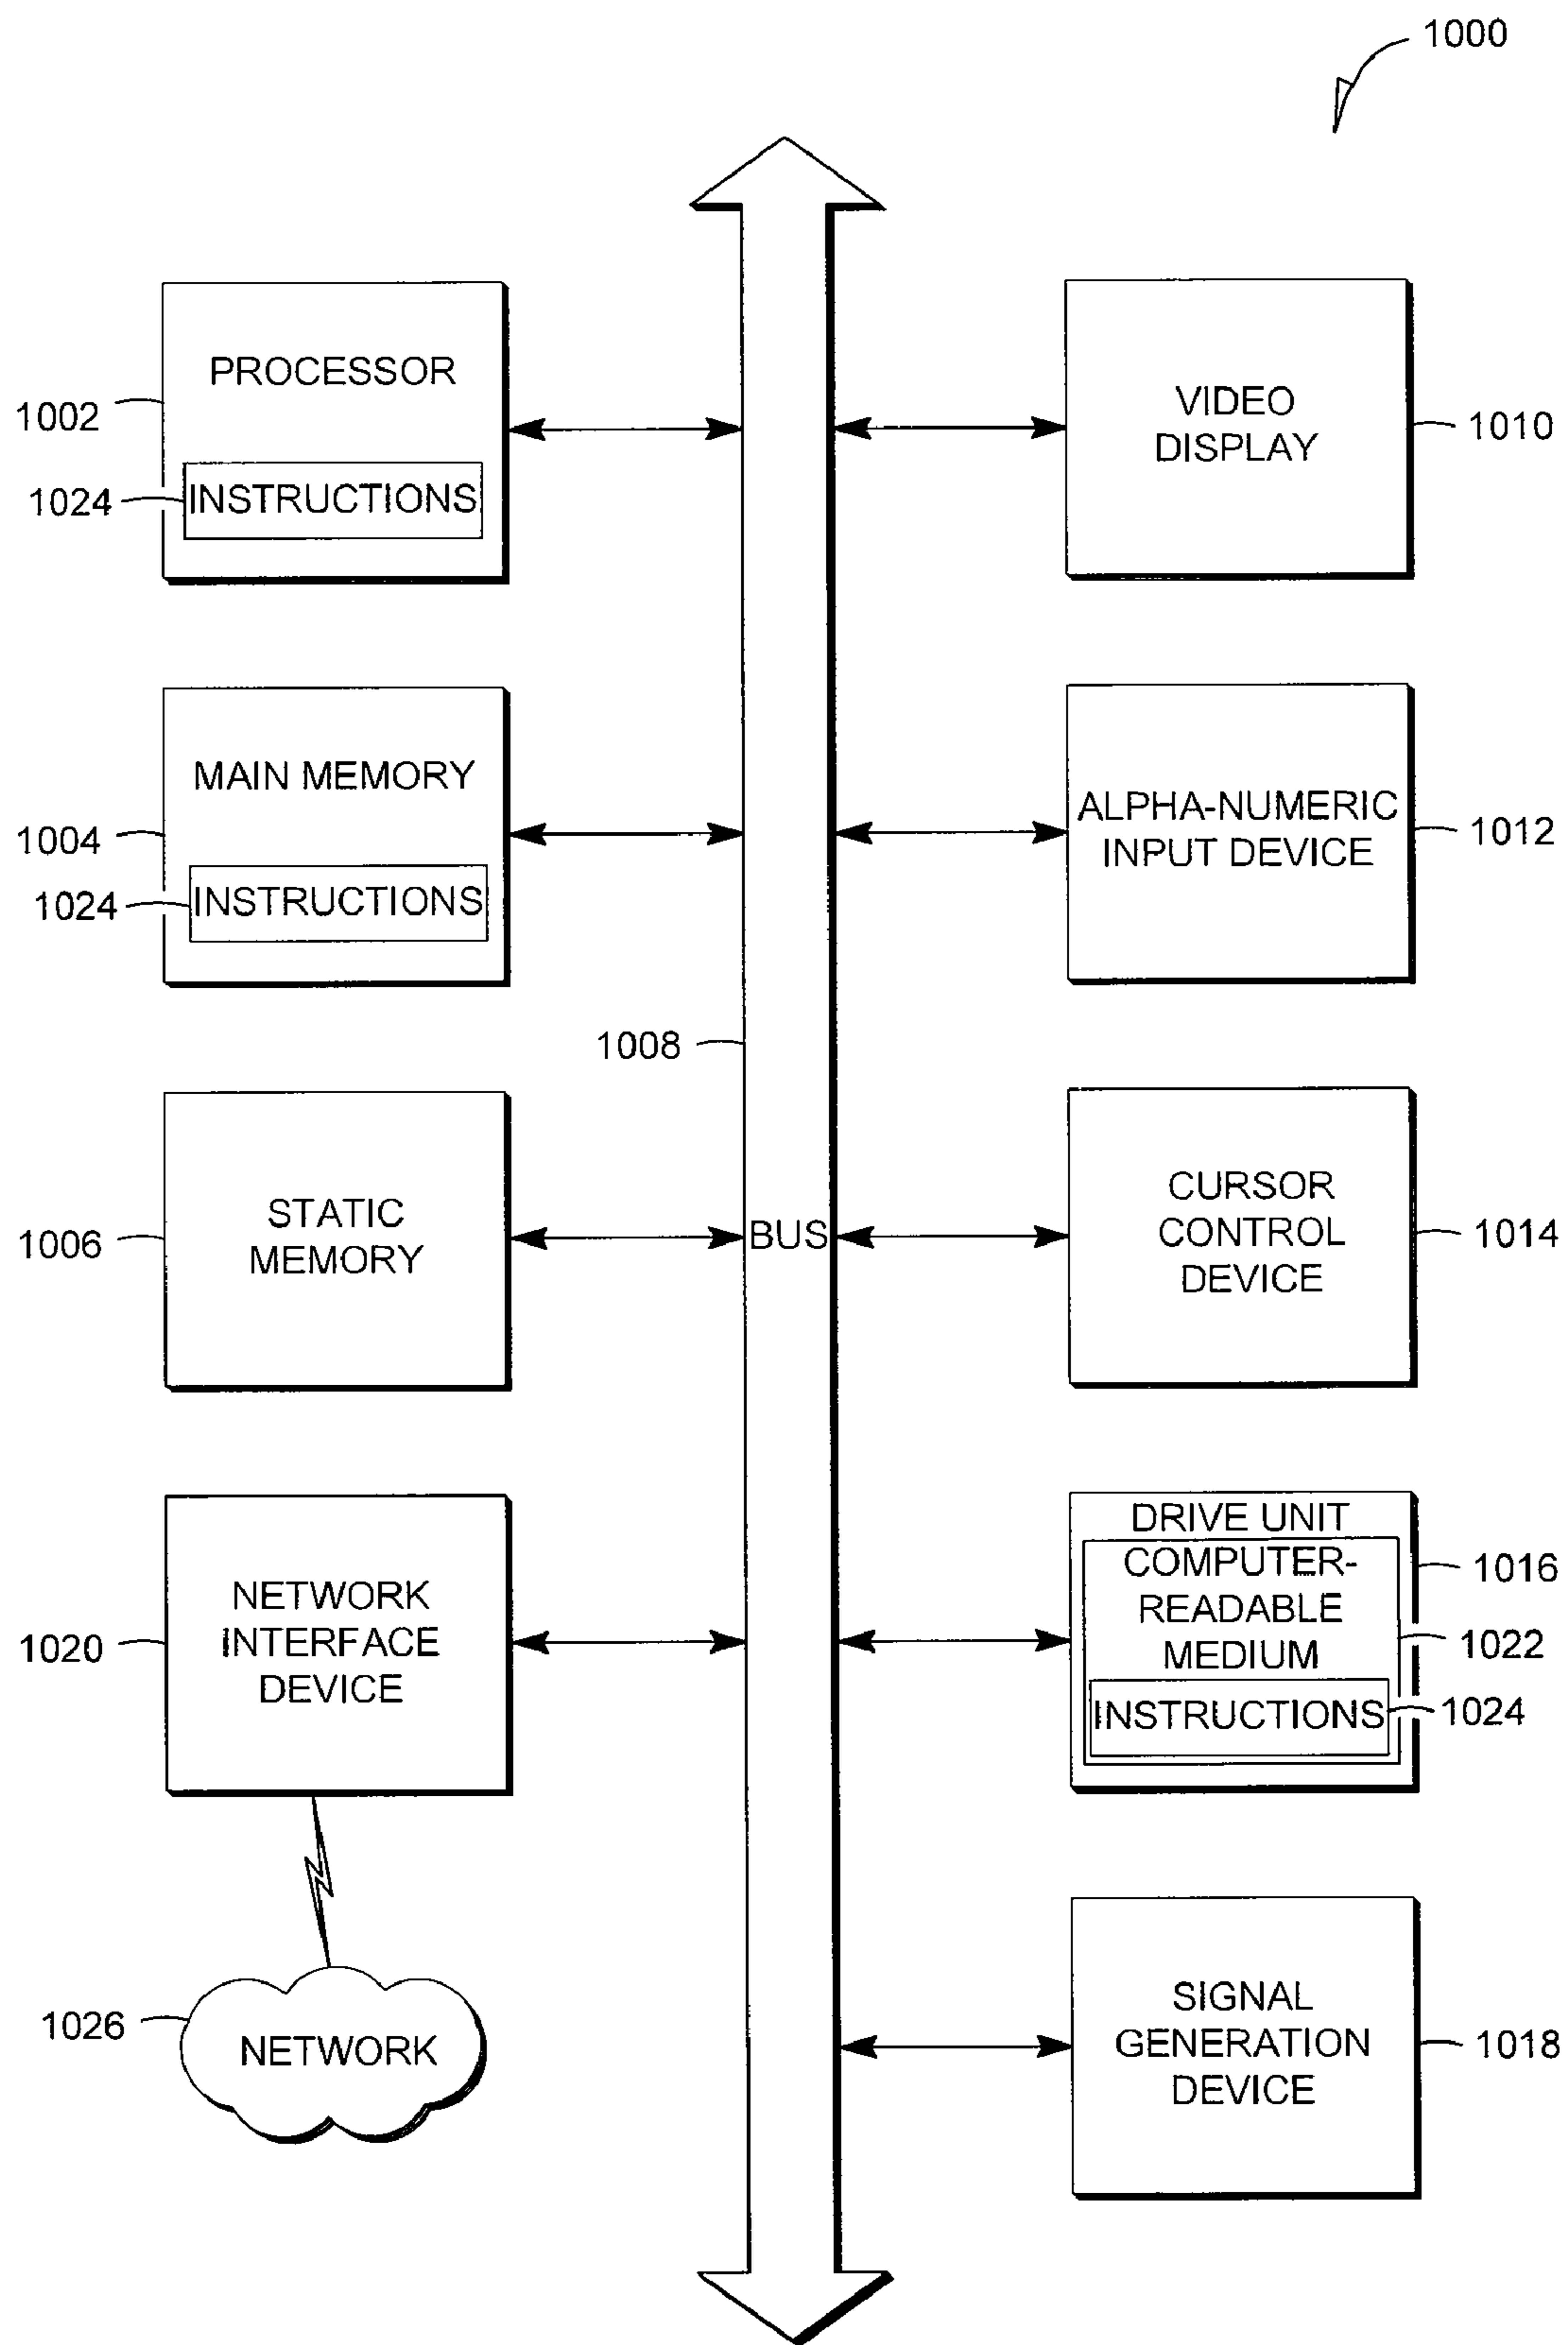 1000
PROCESSOR
1002
1024
INSTRUCTIONS
VIDEO
DISPLAY
1010
MAIN MEMORY
1004
1024
INSTRUCTIONS
ALPHA-NUMERIC
INPUT DEVICE
1012
1008
STATIC
MEMORY
1006
BUS
CURSOR
CONTROL
DEVICE
1014
NETWORK
INTERFACE
DEVICE
1020
DRIVE UNIT
COMPUTER-
READABLE
MEDIUM
1016
1022
INSTRUCTIONS
1024
1026
NETWORK
SIGNAL
GENERATION
DEVICE
1018